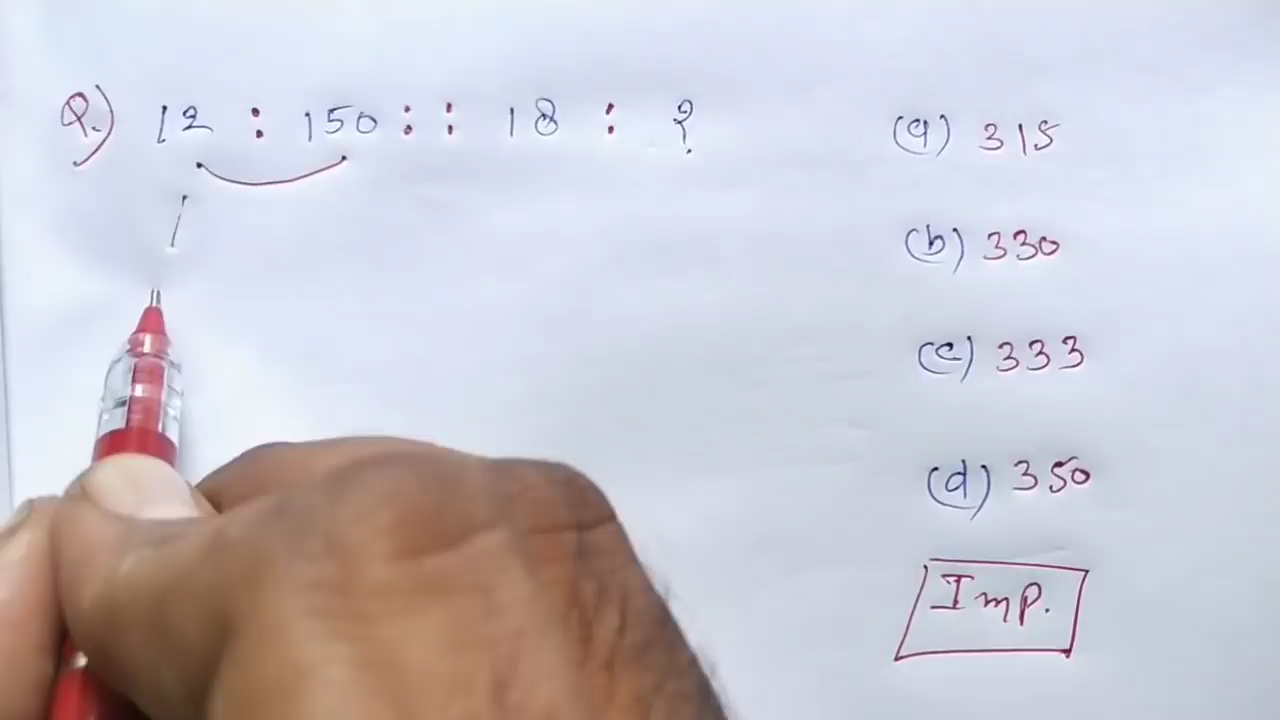 Q.) 12 : 150 :: 18 : ?
(a) 315
(b) 330
(c) 333
(d) 350
Imp.